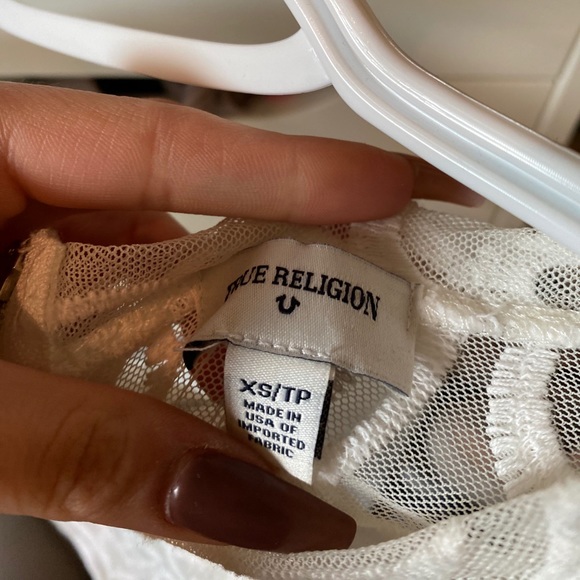 TRUE RELIGION
XS/TP
MADE IN
USA OF
IMPORTED
FABRIC